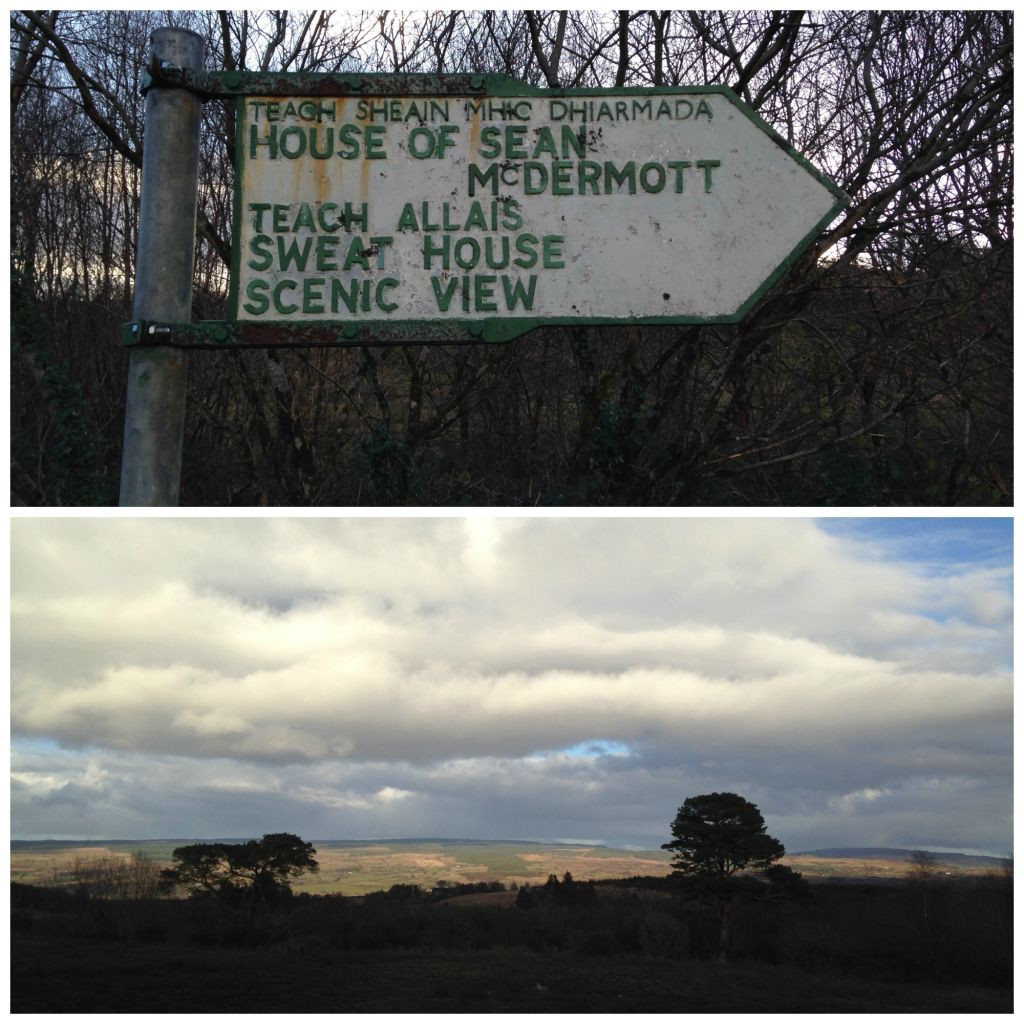 TEACH SHEAIN MHIC DHIARMADA
HOUSE OF SEAN
McDERMOTT
TEACH ALLAIS
SWEAT HOUSE
SCENIC VIEW